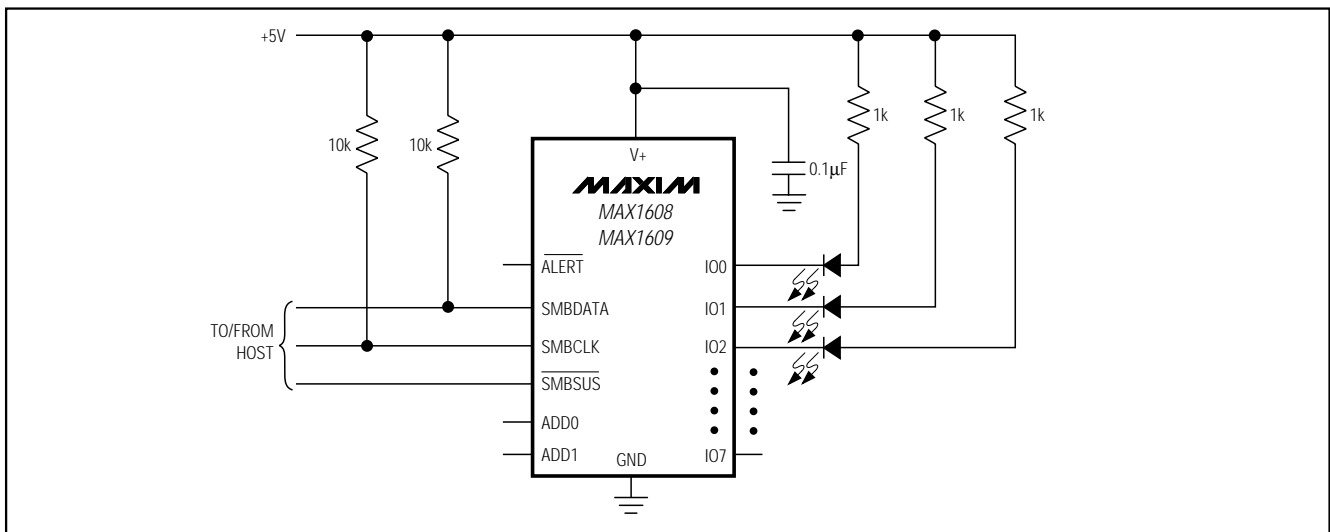 +5V
10k
10k
1k
1k
1k
0.1μF
V+
MAXIM
MAX1608
MAX1609
ALERT
IO0
SMBDATA
IO1
TO/FROM
HOST
SMBCLK
IO2
SMBSUS
ADD0
ADD1
GND
IO7